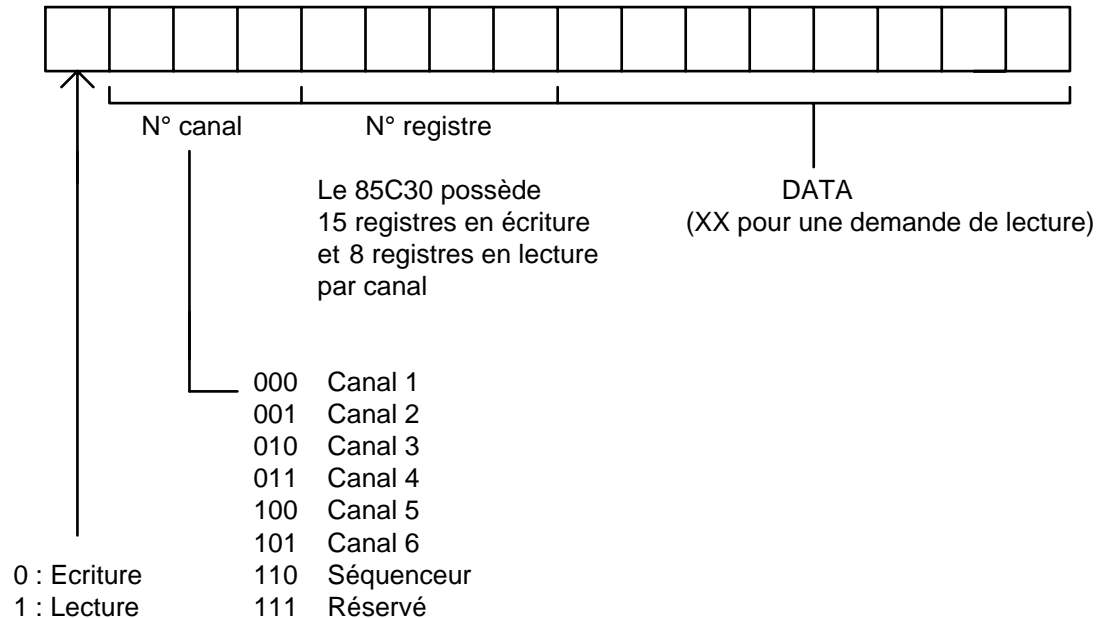 N° canal
N° registre
Le 85C30 possède
15 registres en écriture
et 8 registres en lecture
par canal
DATA
(XX pour une demande de lecture)
000 Canal 1
001 Canal 2
010 Canal 3
011 Canal 4
100 Canal 5
101 Canal 6
110 Séquenceur
111 Réservé
0 : Ecriture
1 : Lecture